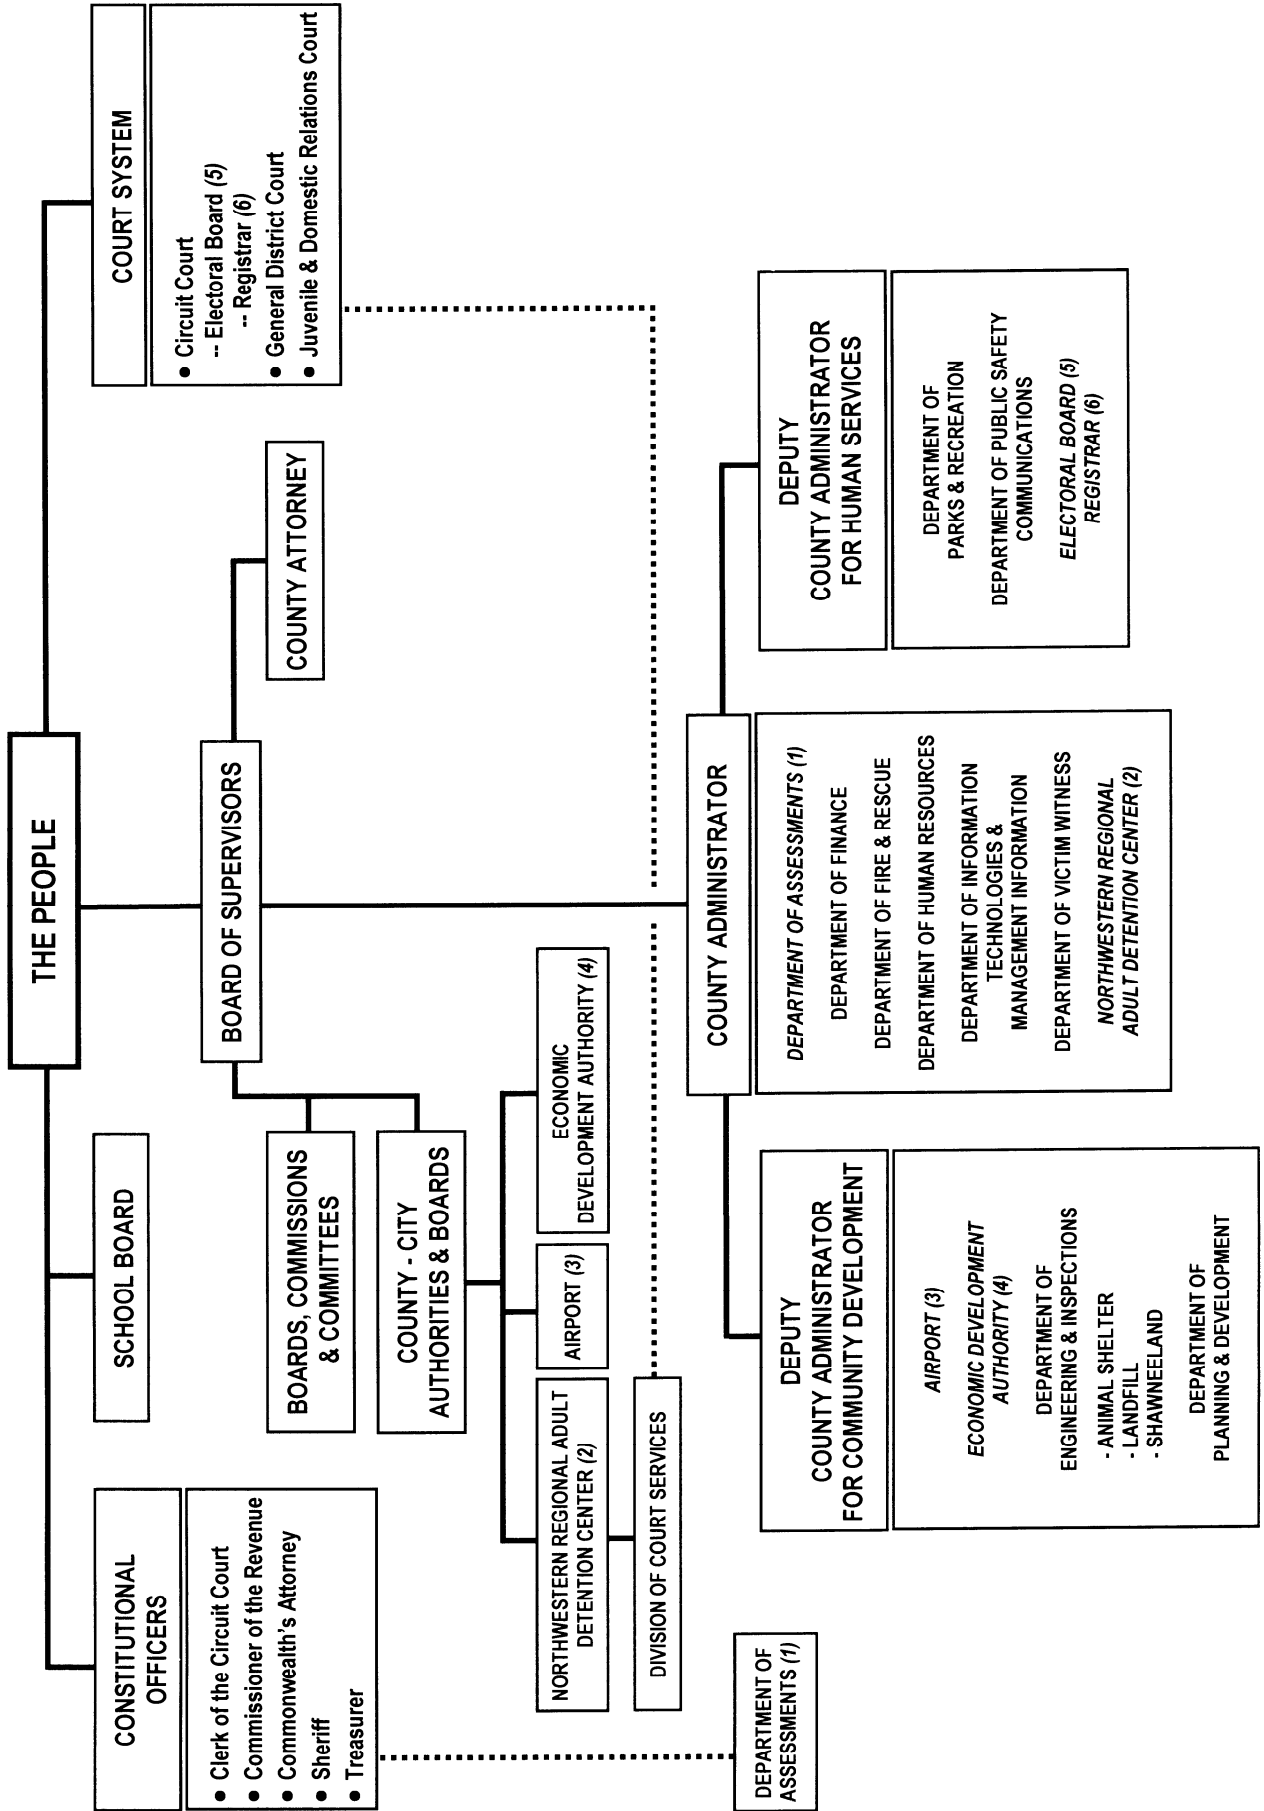 THE PEOPLE
CONSTITUTIONAL
OFFICERS
● Clerk of the Circuit Court
● Commissioner of the Revenue
● Commonwealth's Attorney
● Sheriff
● Treasurer
SCHOOL BOARD
COURT SYSTEM
● Circuit Court
-- Electoral Board (5)
-- Registrar (6)
● General District Court
● Juvenile & Domestic Relations Court
BOARD OF SUPERVISORS
COUNTY ATTORNEY
BOARDS, COMMISSIONS
& COMMITTEES
COUNTY - CITY
AUTHORITIES & BOARDS
NORTHWESTERN REGIONAL ADULT
DETENTION CENTER (2)
AIRPORT (3)
ECONOMIC
DEVELOPMENT AUTHORITY (4)
DIVISION OF COURT SERVICES
DEPARTMENT OF
ASSESSMENTS (1)
COUNTY ADMINISTRATOR
DEPARTMENT OF ASSESSMENTS (1)
DEPARTMENT OF FINANCE
DEPARTMENT OF FIRE & RESCUE
DEPARTMENT OF HUMAN RESOURCES
DEPARTMENT OF INFORMATION
TECHNOLOGIES &
MANAGEMENT INFORMATION
DEPARTMENT OF VICTIM WITNESS
NORTHWESTERN REGIONAL
ADULT DETENTION CENTER (2)
DEPUTY
COUNTY ADMINISTRATOR
FOR COMMUNITY DEVELOPMENT
AIRPORT (3)
ECONOMIC DEVELOPMENT
AUTHORITY (4)
DEPARTMENT OF
ENGINEERING & INSPECTIONS
- ANIMAL SHELTER
- LANDFILL
- SHAWNEELAND
DEPARTMENT OF
PLANNING & DEVELOPMENT
DEPUTY
COUNTY ADMINISTRATOR
FOR HUMAN SERVICES
DEPARTMENT OF
PARKS & RECREATION
DEPARTMENT OF PUBLIC SAFETY
COMMUNICATIONS
ELECTORAL BOARD (5)
REGISTRAR (6)